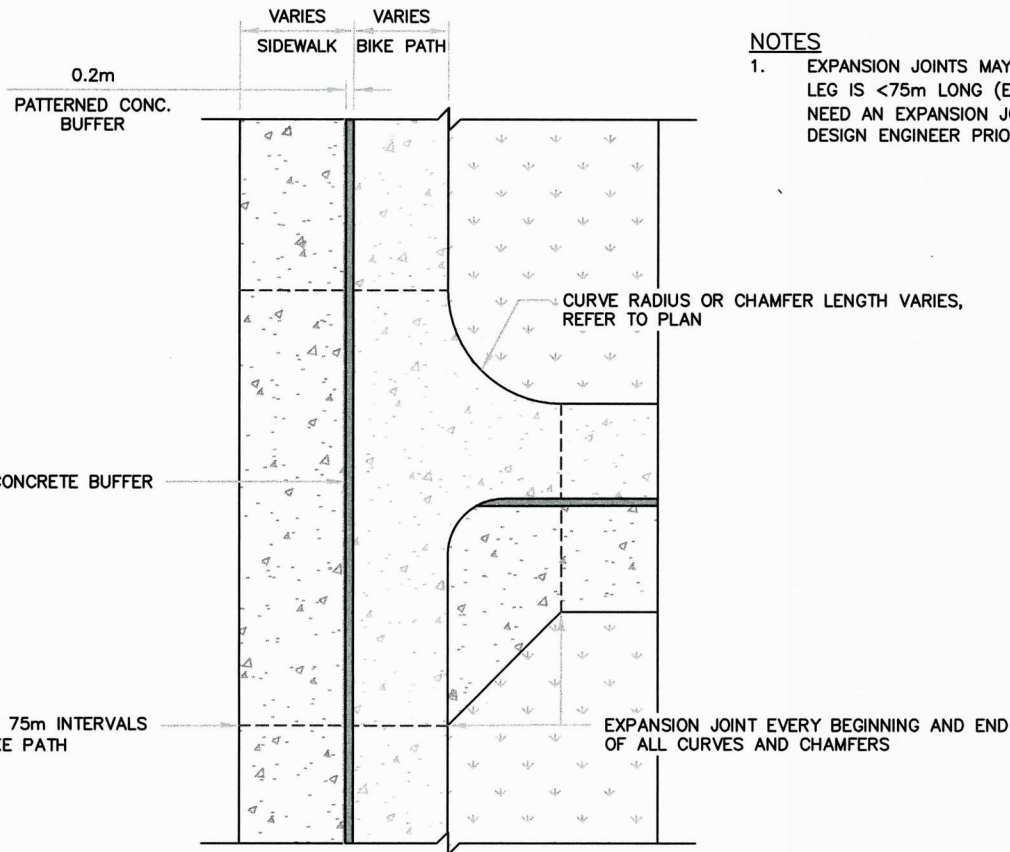 VARIES VARIES
SIDEWALK BIKE PATH
0.2m
PATTERNED CONC.
BUFFER
NOTES
1. EXPANSION JOINTS MAY
LEG IS <75m LONG (E
NEED AN EXPANSION JO
DESIGN ENGINEER PRIO
CURVE RADIUS OR CHAMFER LENGTH VARIES,
REFER TO PLAN
CONCRETE BUFFER
75m INTERVALS
PATH
EXPANSION JOINT EVERY BEGINNING AND END
OF ALL CURVES AND CHAMFERS